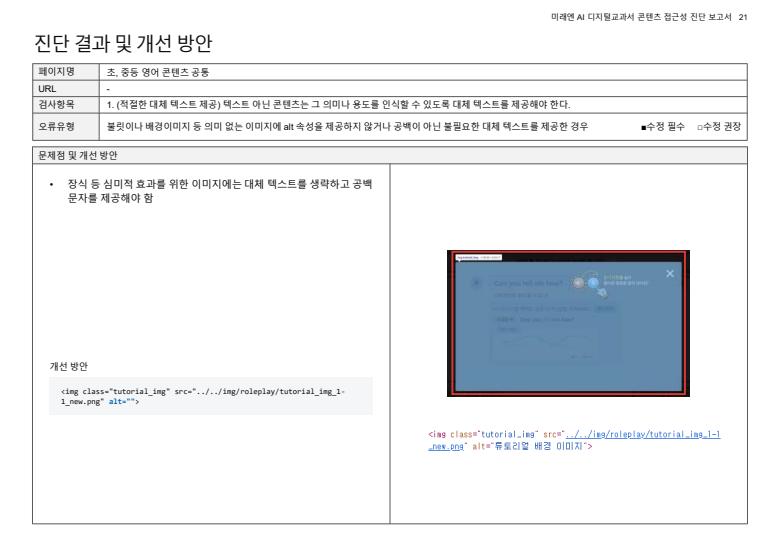 미래엔 AI 디지털교과서 콘텐츠 접근성 진단 보고서 21
진단 결과 및 개선 방안
페이지명 초, 중등 영어 콘텐츠 공통
URL -
검사항목 1. (적절한 대체 텍스트 제공) 텍스트 아닌 콘텐츠는 그 의미나 용도를 인식할 수 있도록 대체 텍스트를 제공해야 한다.
오류유형 불릿이나 배경이미지 등 의미 없는 이미지에 alt 속성을 제공하지 않거나 공백이 아닌 불필요한 대체 텍스트를 제공한 경우 ■수정 필수 □수정 권장
문제점 및 개선 방안
• 장식 등 심미적 효과를 위한 이미지에는 대체 텍스트를 생략하고 공백
문자를 제공해야 함
개선 방안
<img class="tutorial_img" src="../../img/roleplay/tutorial_img_1-
1_new.png" alt="">
Can you tell me how?
<img class="tutorial_img" src="../../img/roleplay/tutorial_img_1-1
_new.png" alt="튜토리얼 배경 이미지">